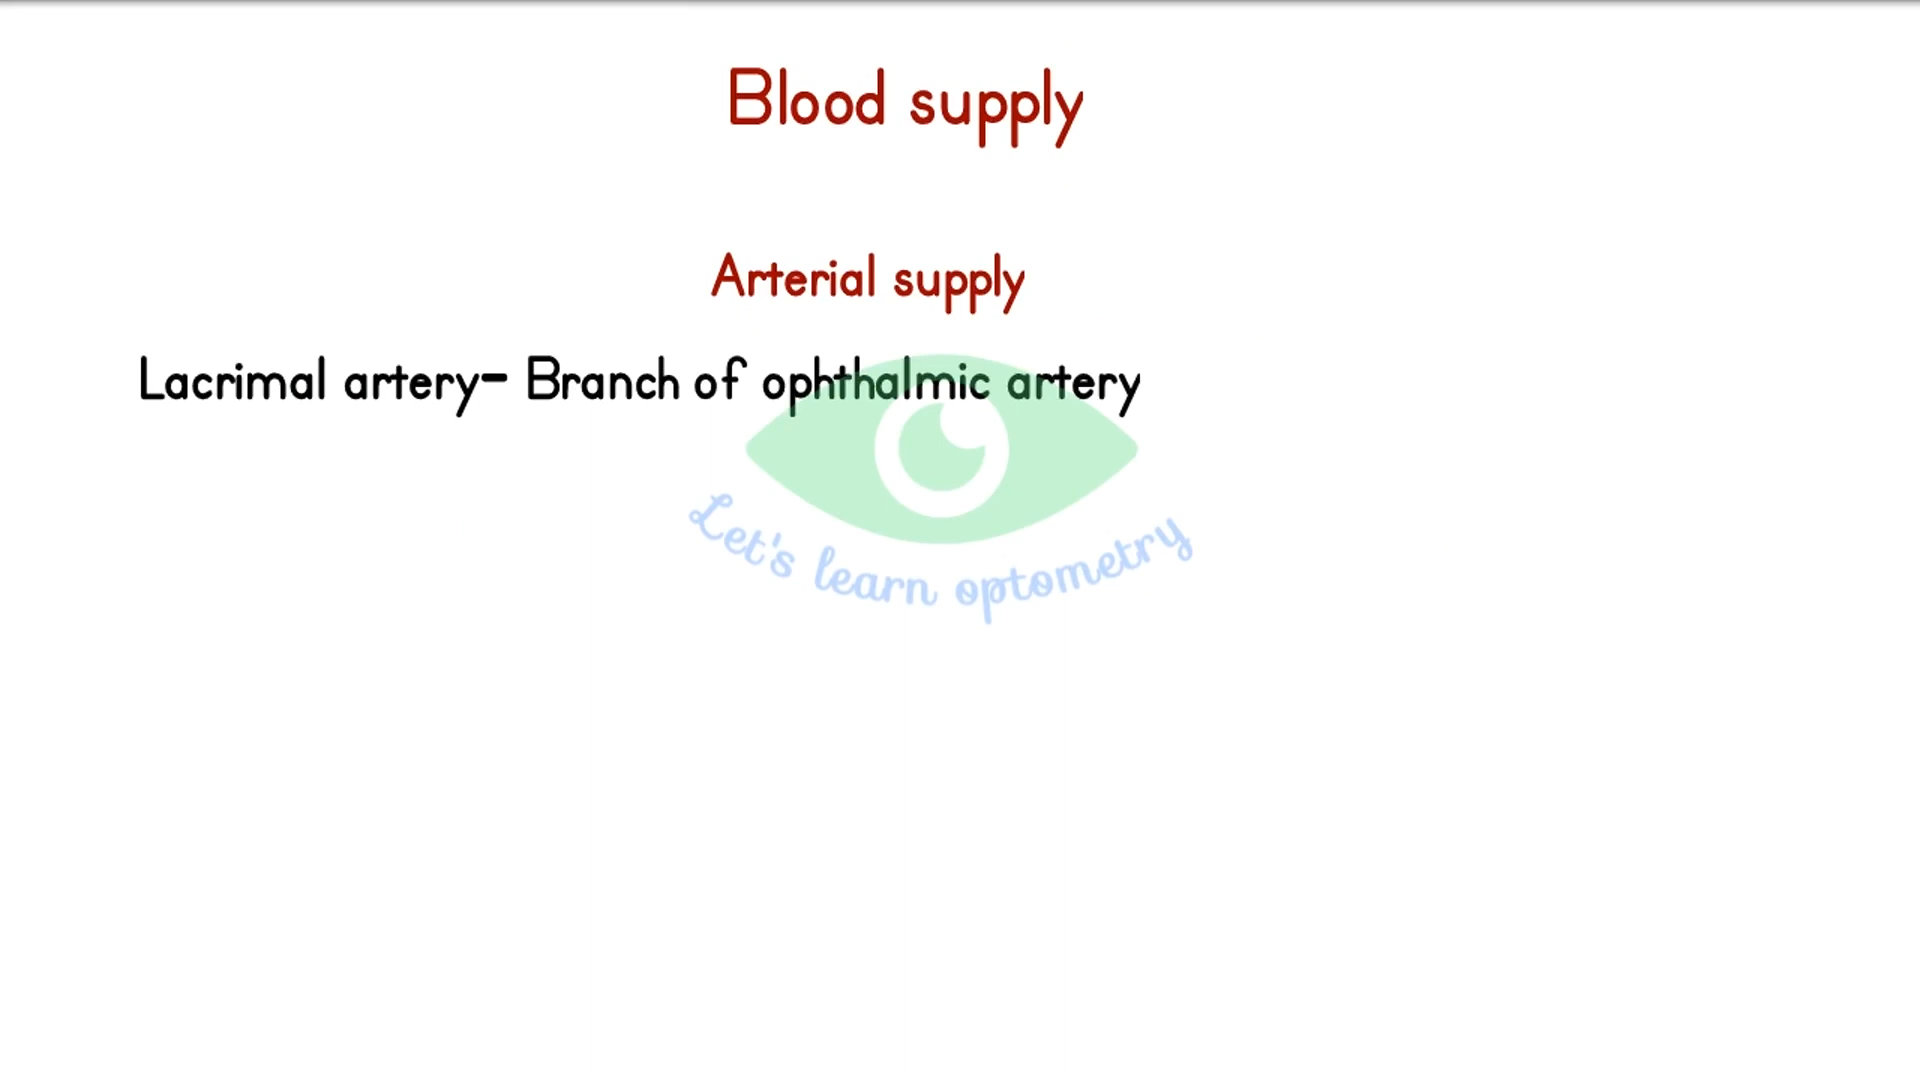 Blood supply
Arterial supply
Lacrimal artery- Branch of ophthalmic artery
Let's learn optometry